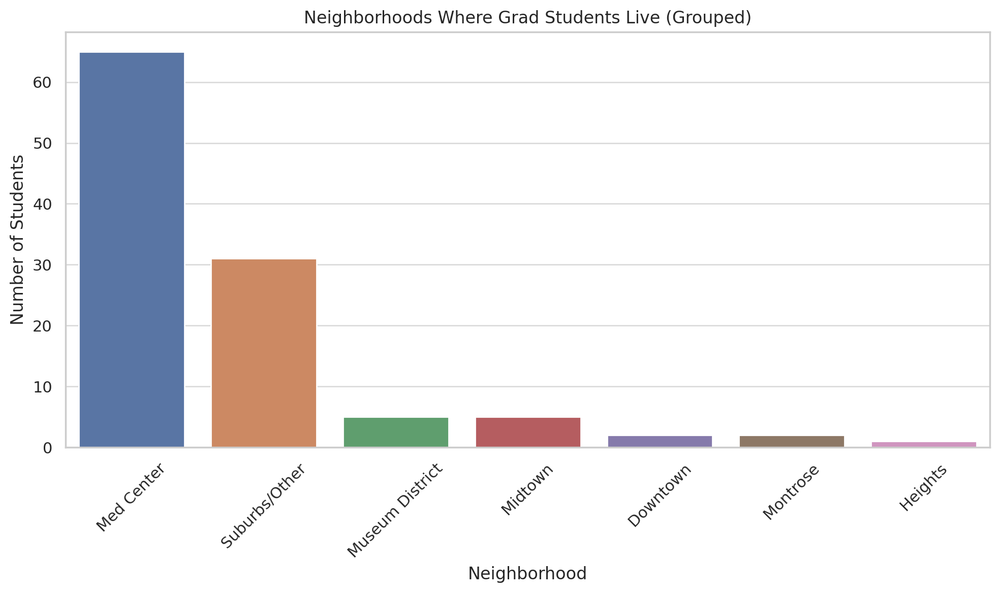 Neighborhoods Where Grad Students Live (Grouped)
Number of Students
60
50
40
30
20
10
0
Med Center
Suburbs/Other
Museum District
Midtown
Downtown
Montrose
Heights
Neighborhood